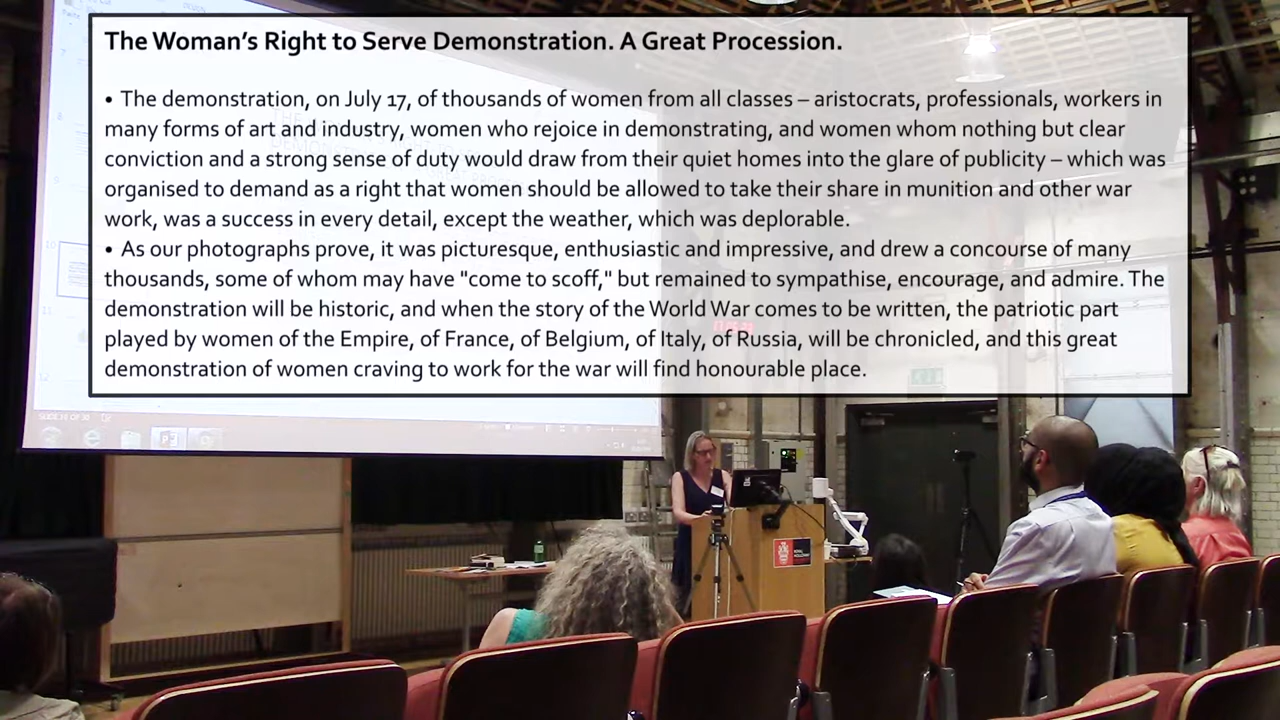 The Woman's Right to Serve Demonstration. A Great Procession.
• The demonstration, on July 17, of thousands of women from all classes – aristocrats, professionals, workers in
many forms of art and industry, women who rejoice in demonstrating, and women whom nothing but clear
conviction and a strong sense of duty would draw from their quiet homes into the glare of publicity – which was
organised to demand as a right that women should be allowed to take their share in munition and other war
work, was a success in every detail, except the weather, which was deplorable.
• As our photographs prove, it was picturesque, enthusiastic and impressive, and drew a concourse of many
thousands, some of whom may have "come to scoff," but remained to sympathise, encourage, and admire. The
demonstration will be historic, and when the story of the World War comes to be written, the patriotic part
played by women of the Empire, of France, of Belgium, of Italy, of Russia, will be chronicled, and this great
demonstration of women craving to work for the war will find honourable place.
ROYAL
HOLLOWAY